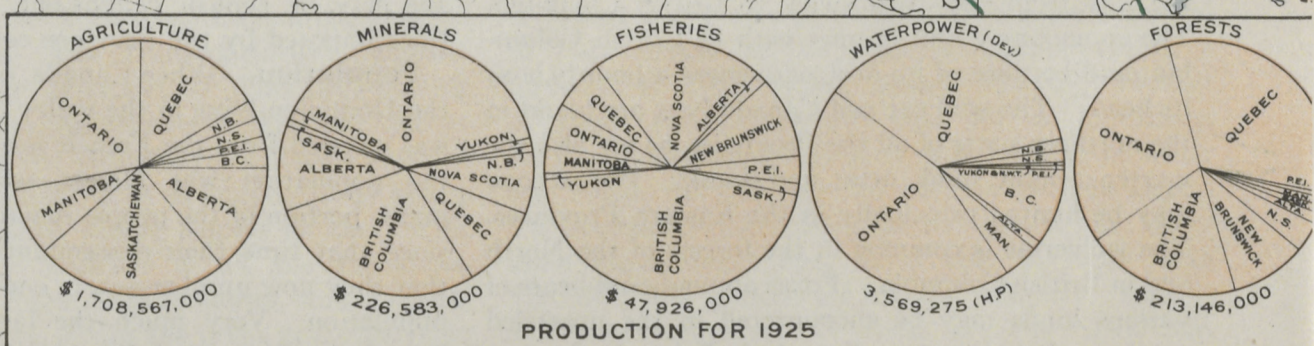 AGRICULTURE
ONTARIO
QUEBEC
N.B.
N.S.
P.E.I.
B.C.
ALBERTA
SASKATCHEWAN
MANITOBA
$ 1,708,567,000
MINERALS
ONTARIO
YUKON
N.B.
NOVA SCOTIA
QUEBEC
BRITISH
COLUMBIA
ALBERTA
SASK.
MANITOBA
$ 226,583,000
FISHERIES
QUEBEC
NOVA SCOTIA
ALBERTA
NEW BRUNSWICK
P.E.I.
SASK.
BRITISH
COLUMBIA
YUKON
MANITOBA
ONTARIO
$ 47,926,000
WATERPOWER (DEV.)
QUEBEC
N.B.
N.S.
YUKON & N.W.T.
P.E.I.
B. C.
ALTA.
MAN.
ONTARIO
3,569,275 (H.P)
FORESTS
ONTARIO
QUEBEC
P.E.I.
N.S.
NEW
BRUNSWICK
BRITISH
COLUMBIA
$ 213,146,000
PRODUCTION FOR 1925